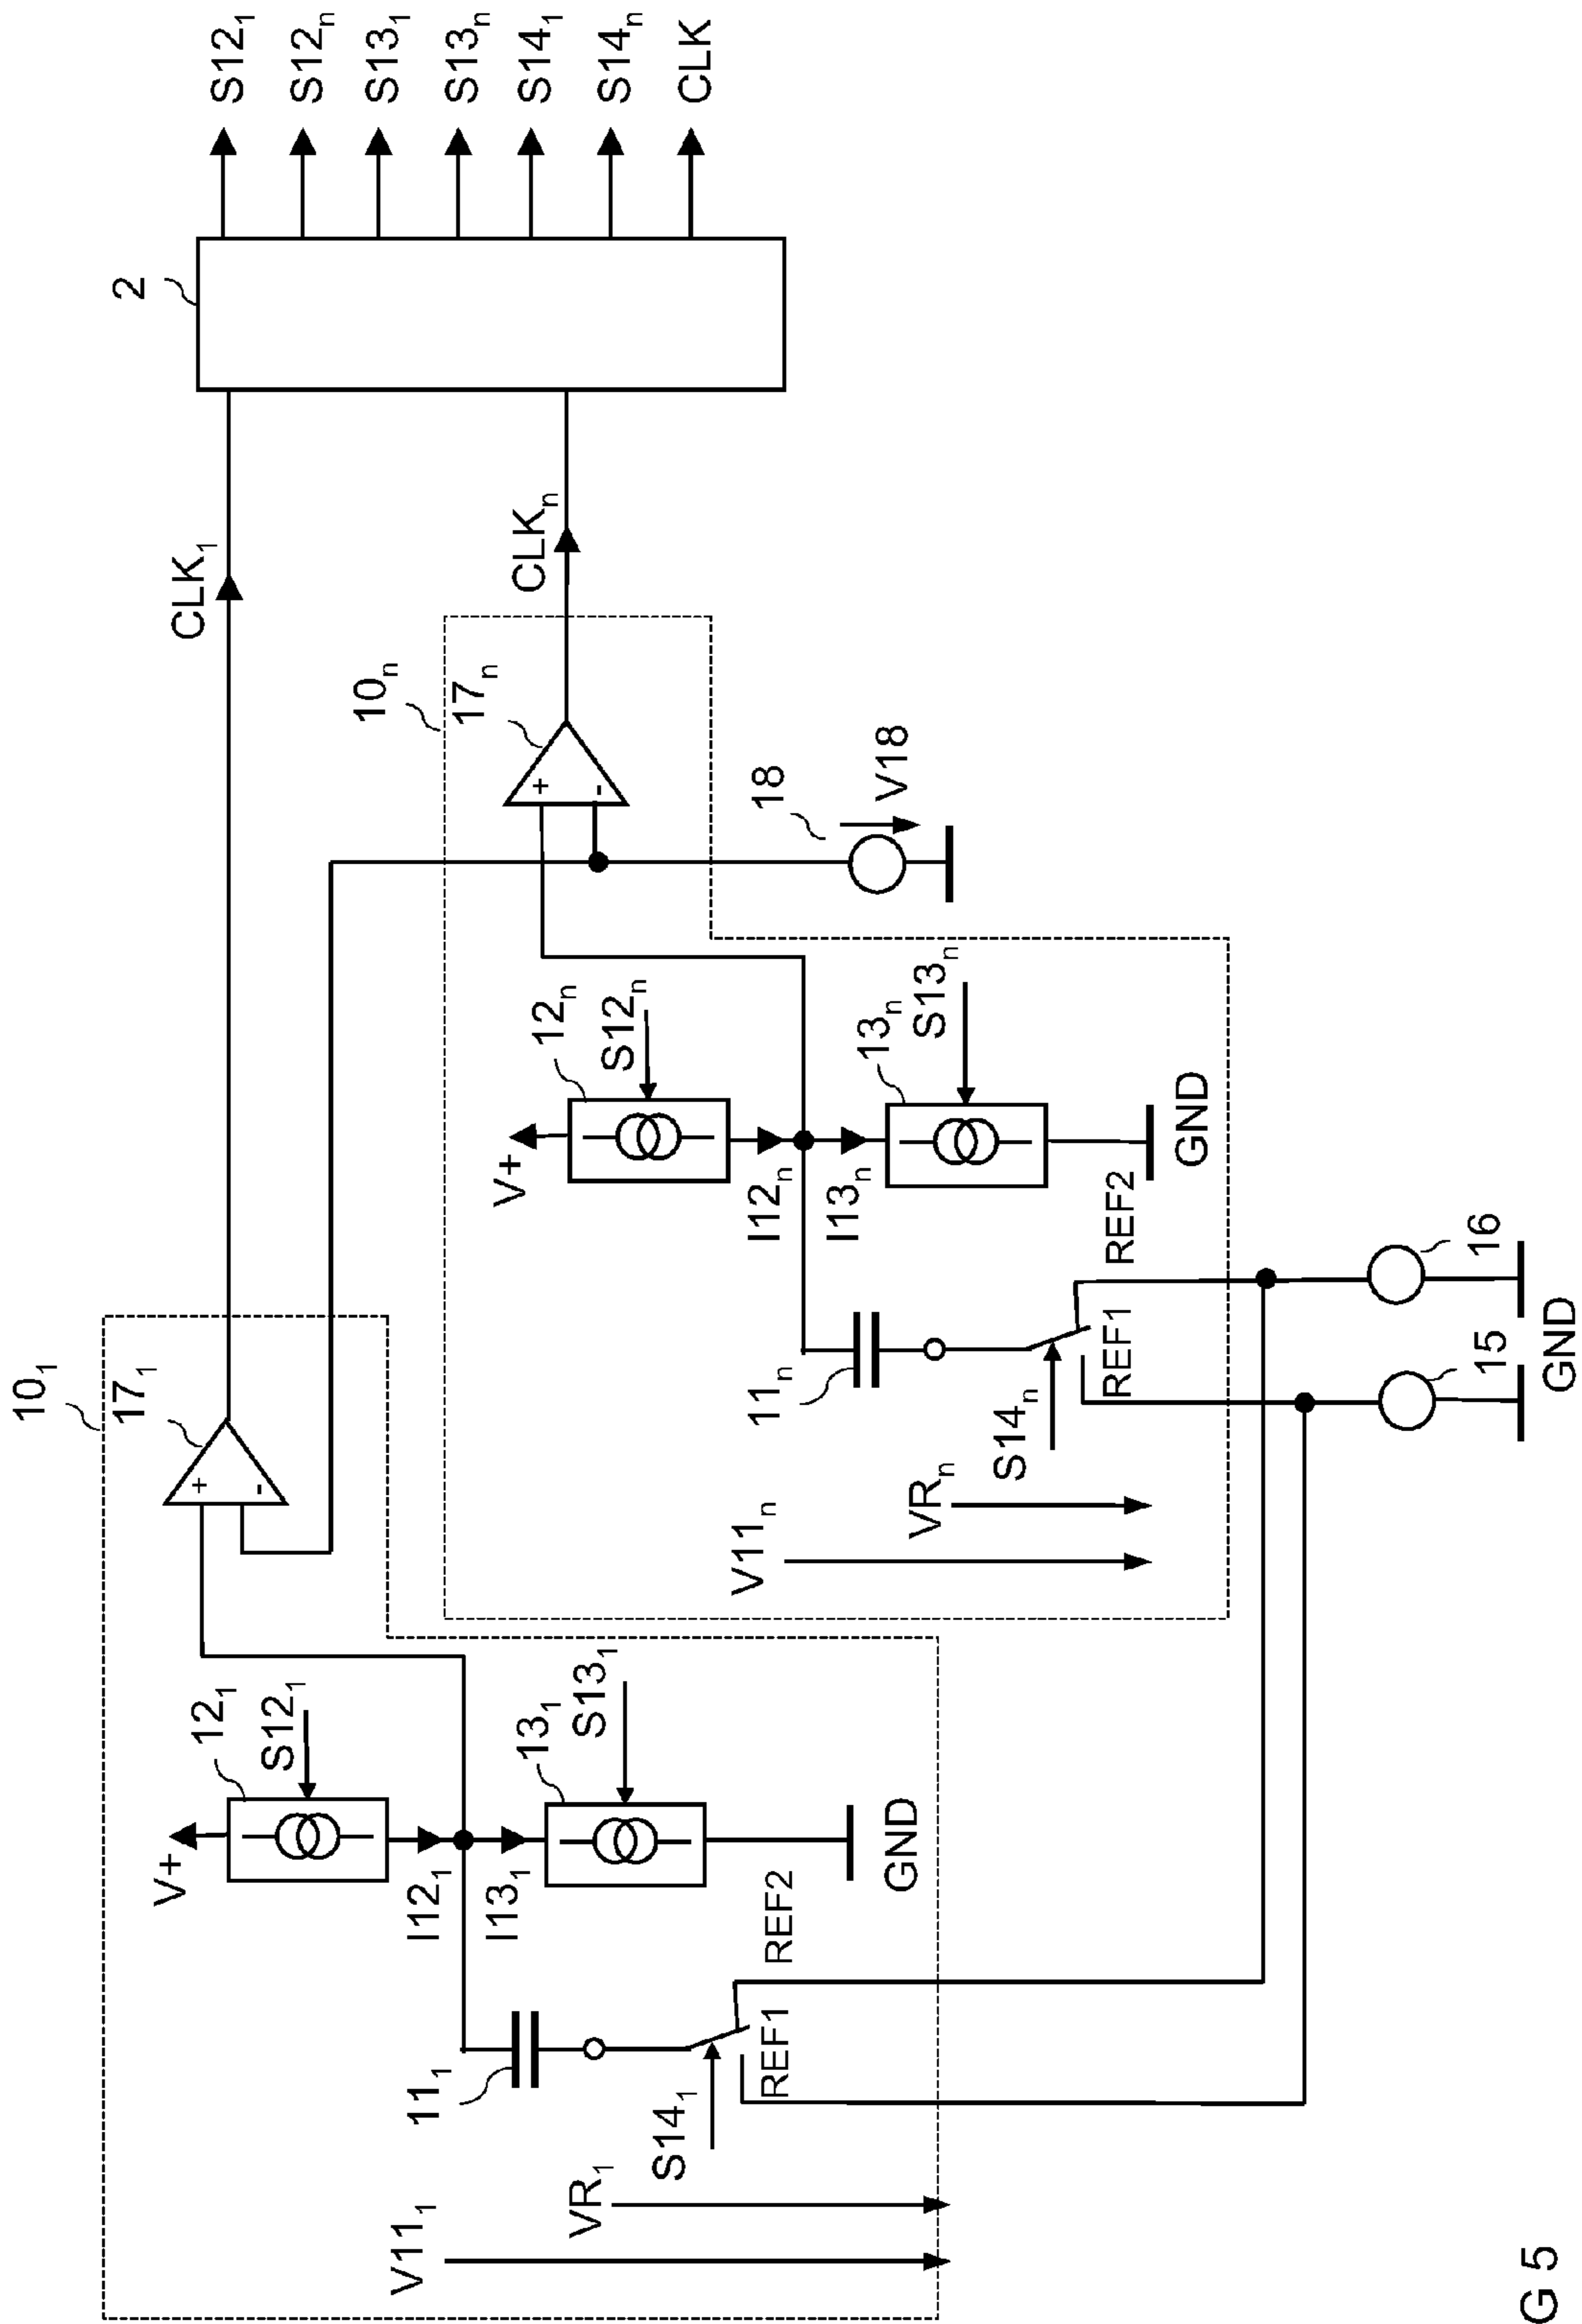 10₁
17₁
CLK₁
2
S12₁
S12ₙ
S13₁
S13ₙ
S14₁
S14ₙ
CLK
+
-
V+
12₁
S12₁
I12₁
I13₁
13₁
S13₁
11₁
V11₁
VR₁
S14₁
REF1
REF2
GND
10ₙ
17ₙ
CLKₙ
+
-
18
V18
V+
12ₙ
S12ₙ
I12ₙ
I13ₙ
13ₙ
S13ₙ
11ₙ
V11ₙ
VRₙ
S14ₙ
REF1
REF2
GND
15
16
GND
G 5